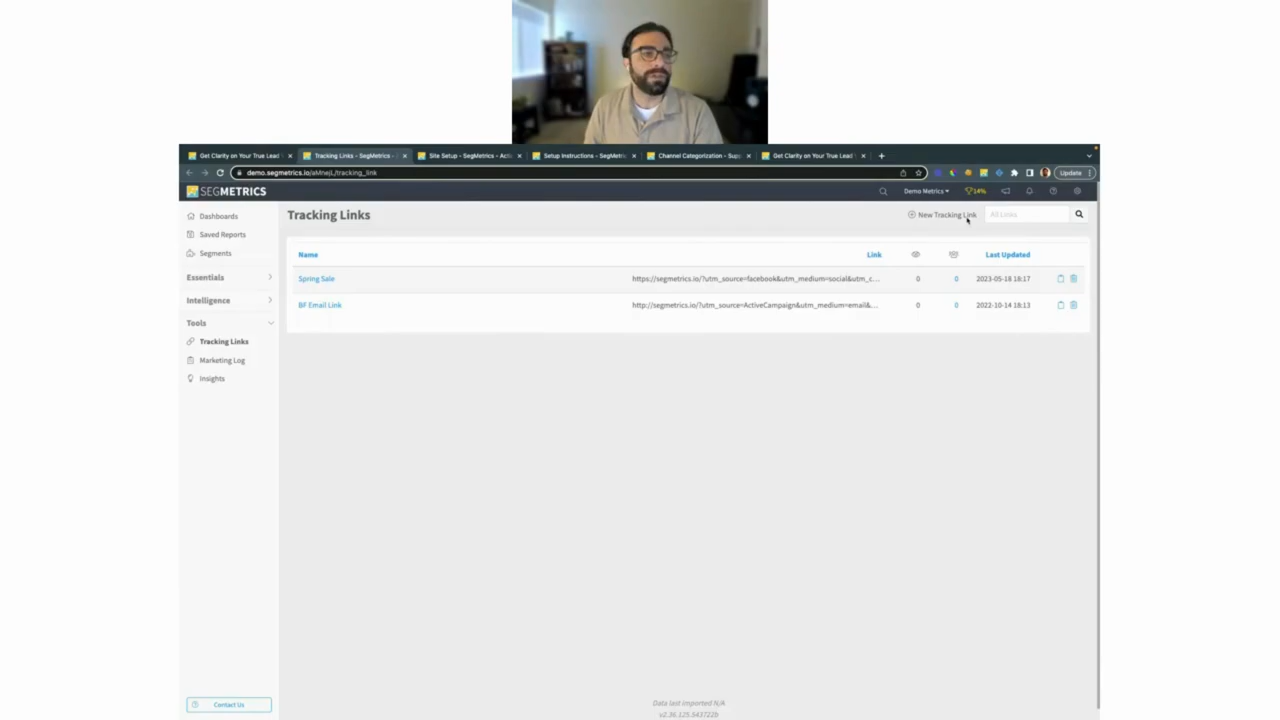 Get Clarity on Your True Lead
Tracking Links - SegMetrics -
Site Setup - SegMetrics - Acti
Setup Instructions - SegMetric
Channel Categorization - Supp
Get Clarity on Your True Lead
demo.segmetrics.io/aMnejL/tracking_link
Update
SEGMETRICS
Demo Metrics
14%
Dashboards
Saved Reports
Segments
Essentials
Intelligence
Tools
Tracking Links
Marketing Log
Insights
Contact Us
Tracking Links
New Tracking Link
All Links
Name Link Last Updated
Spring Sale https://segmetrics.io/?utm_source=facebook&utm_medium=social&utm_c... 0 0 2023-05-18 18:17
BF Email Link http://segmetrics.io/?utm_source=ActiveCampaign&utm_medium=email&... 0 0 2022-10-14 18:13
Data last imported N/A